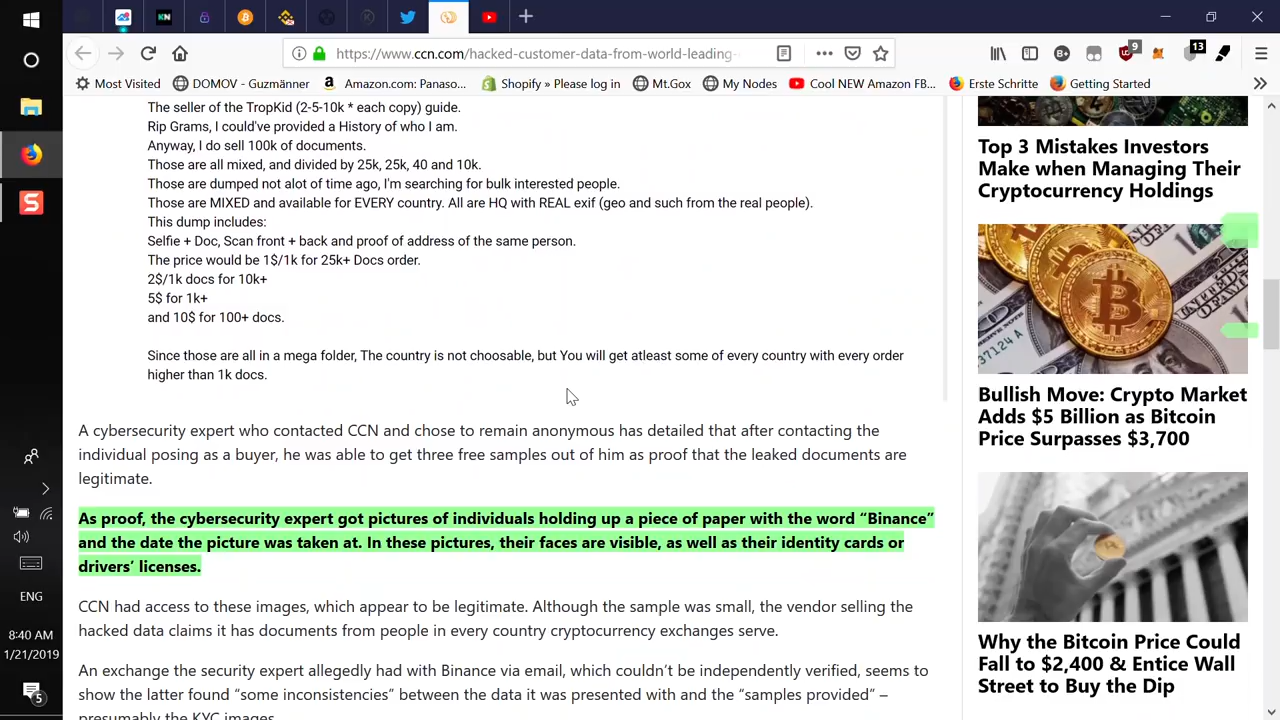 https://www.ccn.com/hacked-customer-data-from-world-leading-
9
13
Most Visited
DOMOV - Guzmänner
Amazon.com: Panaso...
Shopify » Please log in
Mt.Gox
My Nodes
Cool NEW Amazon FB...
Erste Schritte
Getting Started
The seller of the TropKid (2-5-10k * each copy) guide.
Rip Grams, I could've provided a History of who I am.
Anyway, I do sell 100k of documents.
Those are all mixed, and divided by 25k, 25k, 40 and 10k.
Those are dumped not alot of time ago, I'm searching for bulk interested people.
Those are MIXED and available for EVERY country. All are HQ with REAL exif (geo and such from the real people).
This dump includes:
Selfie + Doc, Scan front + back and proof of address of the same person.
The price would be 1$/1k for 25k+ Docs order.
2$/1k docs for 10k+
5$ for 1k+
and 10$ for 100+ docs.
Since those are all in a mega folder, The country is not choosable, but You will get atleast some of every country with every order
higher than 1k docs.
A cybersecurity expert who contacted CCN and chose to remain anonymous has detailed that after contacting the
individual posing as a buyer, he was able to get three free samples out of him as proof that the leaked documents are
legitimate.
As proof, the cybersecurity expert got pictures of individuals holding up a piece of paper with the word “Binance”
and the date the picture was taken at. In these pictures, their faces are visible, as well as their identity cards or
drivers’ licenses.
CCN had access to these images, which appear to be legitimate. Although the sample was small, the vendor selling the
hacked data claims it has documents from people in every country cryptocurrency exchanges serve.
An exchange the security expert allegedly had with Binance via email, which couldn’t be independently verified, seems to
show the latter found “some inconsistencies” between the data it was presented with and the “samples provided” –
presumably the KYC images.
Top 3 Mistakes Investors
Make when Managing Their
Cryptocurrency Holdings
Bullish Move: Crypto Market
Adds $5 Billion as Bitcoin
Price Surpasses $3,700
Why the Bitcoin Price Could
Fall to $2,400 & Entice Wall
Street to Buy the Dip
ENG
8:40 AM
1/21/2019
5